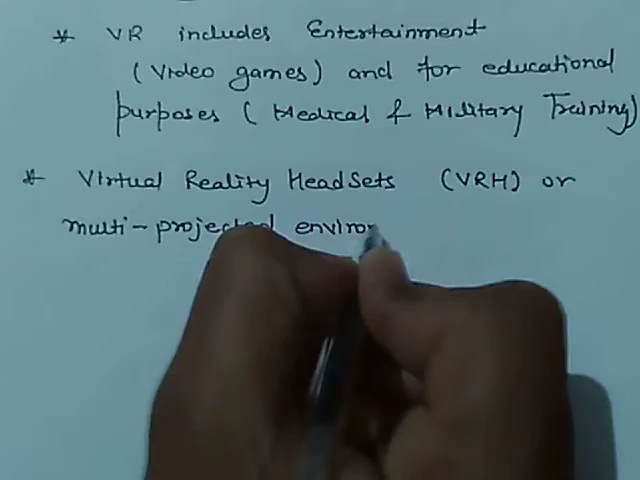 * VR includes Entertainment
(Video games) and for educational
purposes ( Medical & Military Training)
* Virtual Reality HeadSets (VRH) or
multi-projected environ